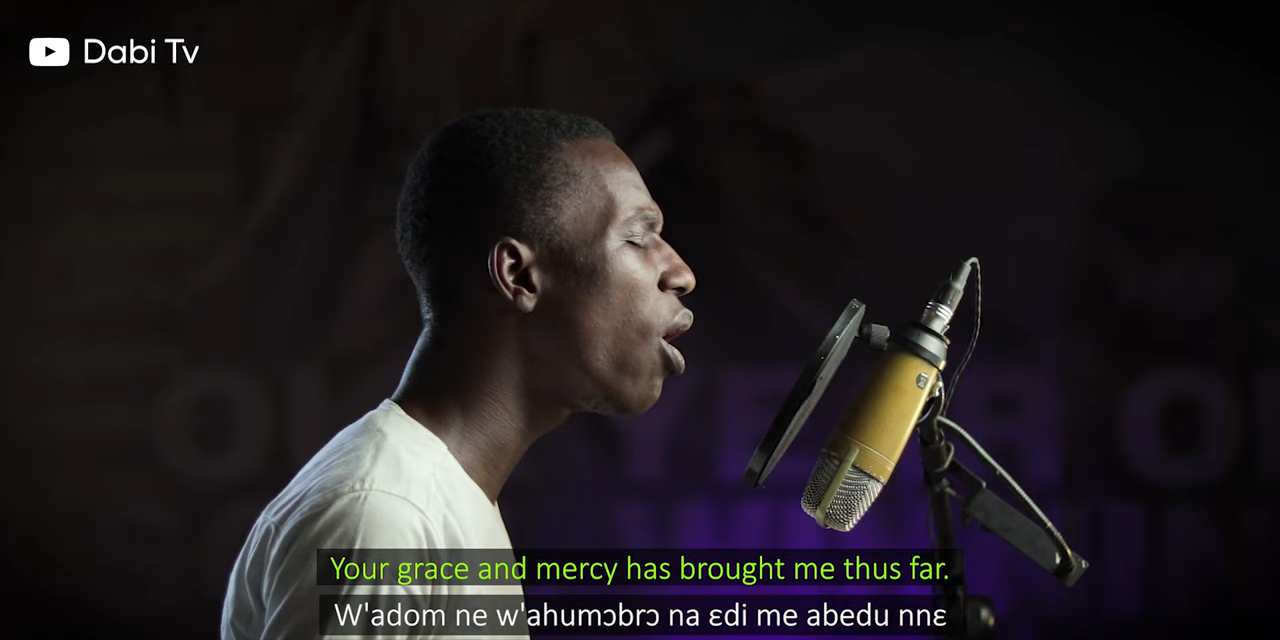 Dabi Tv
Your grace and mercy has brought me thus far.
W'adom ne w'ahumɔbrɔ na ɛdi me abedu nnɛ